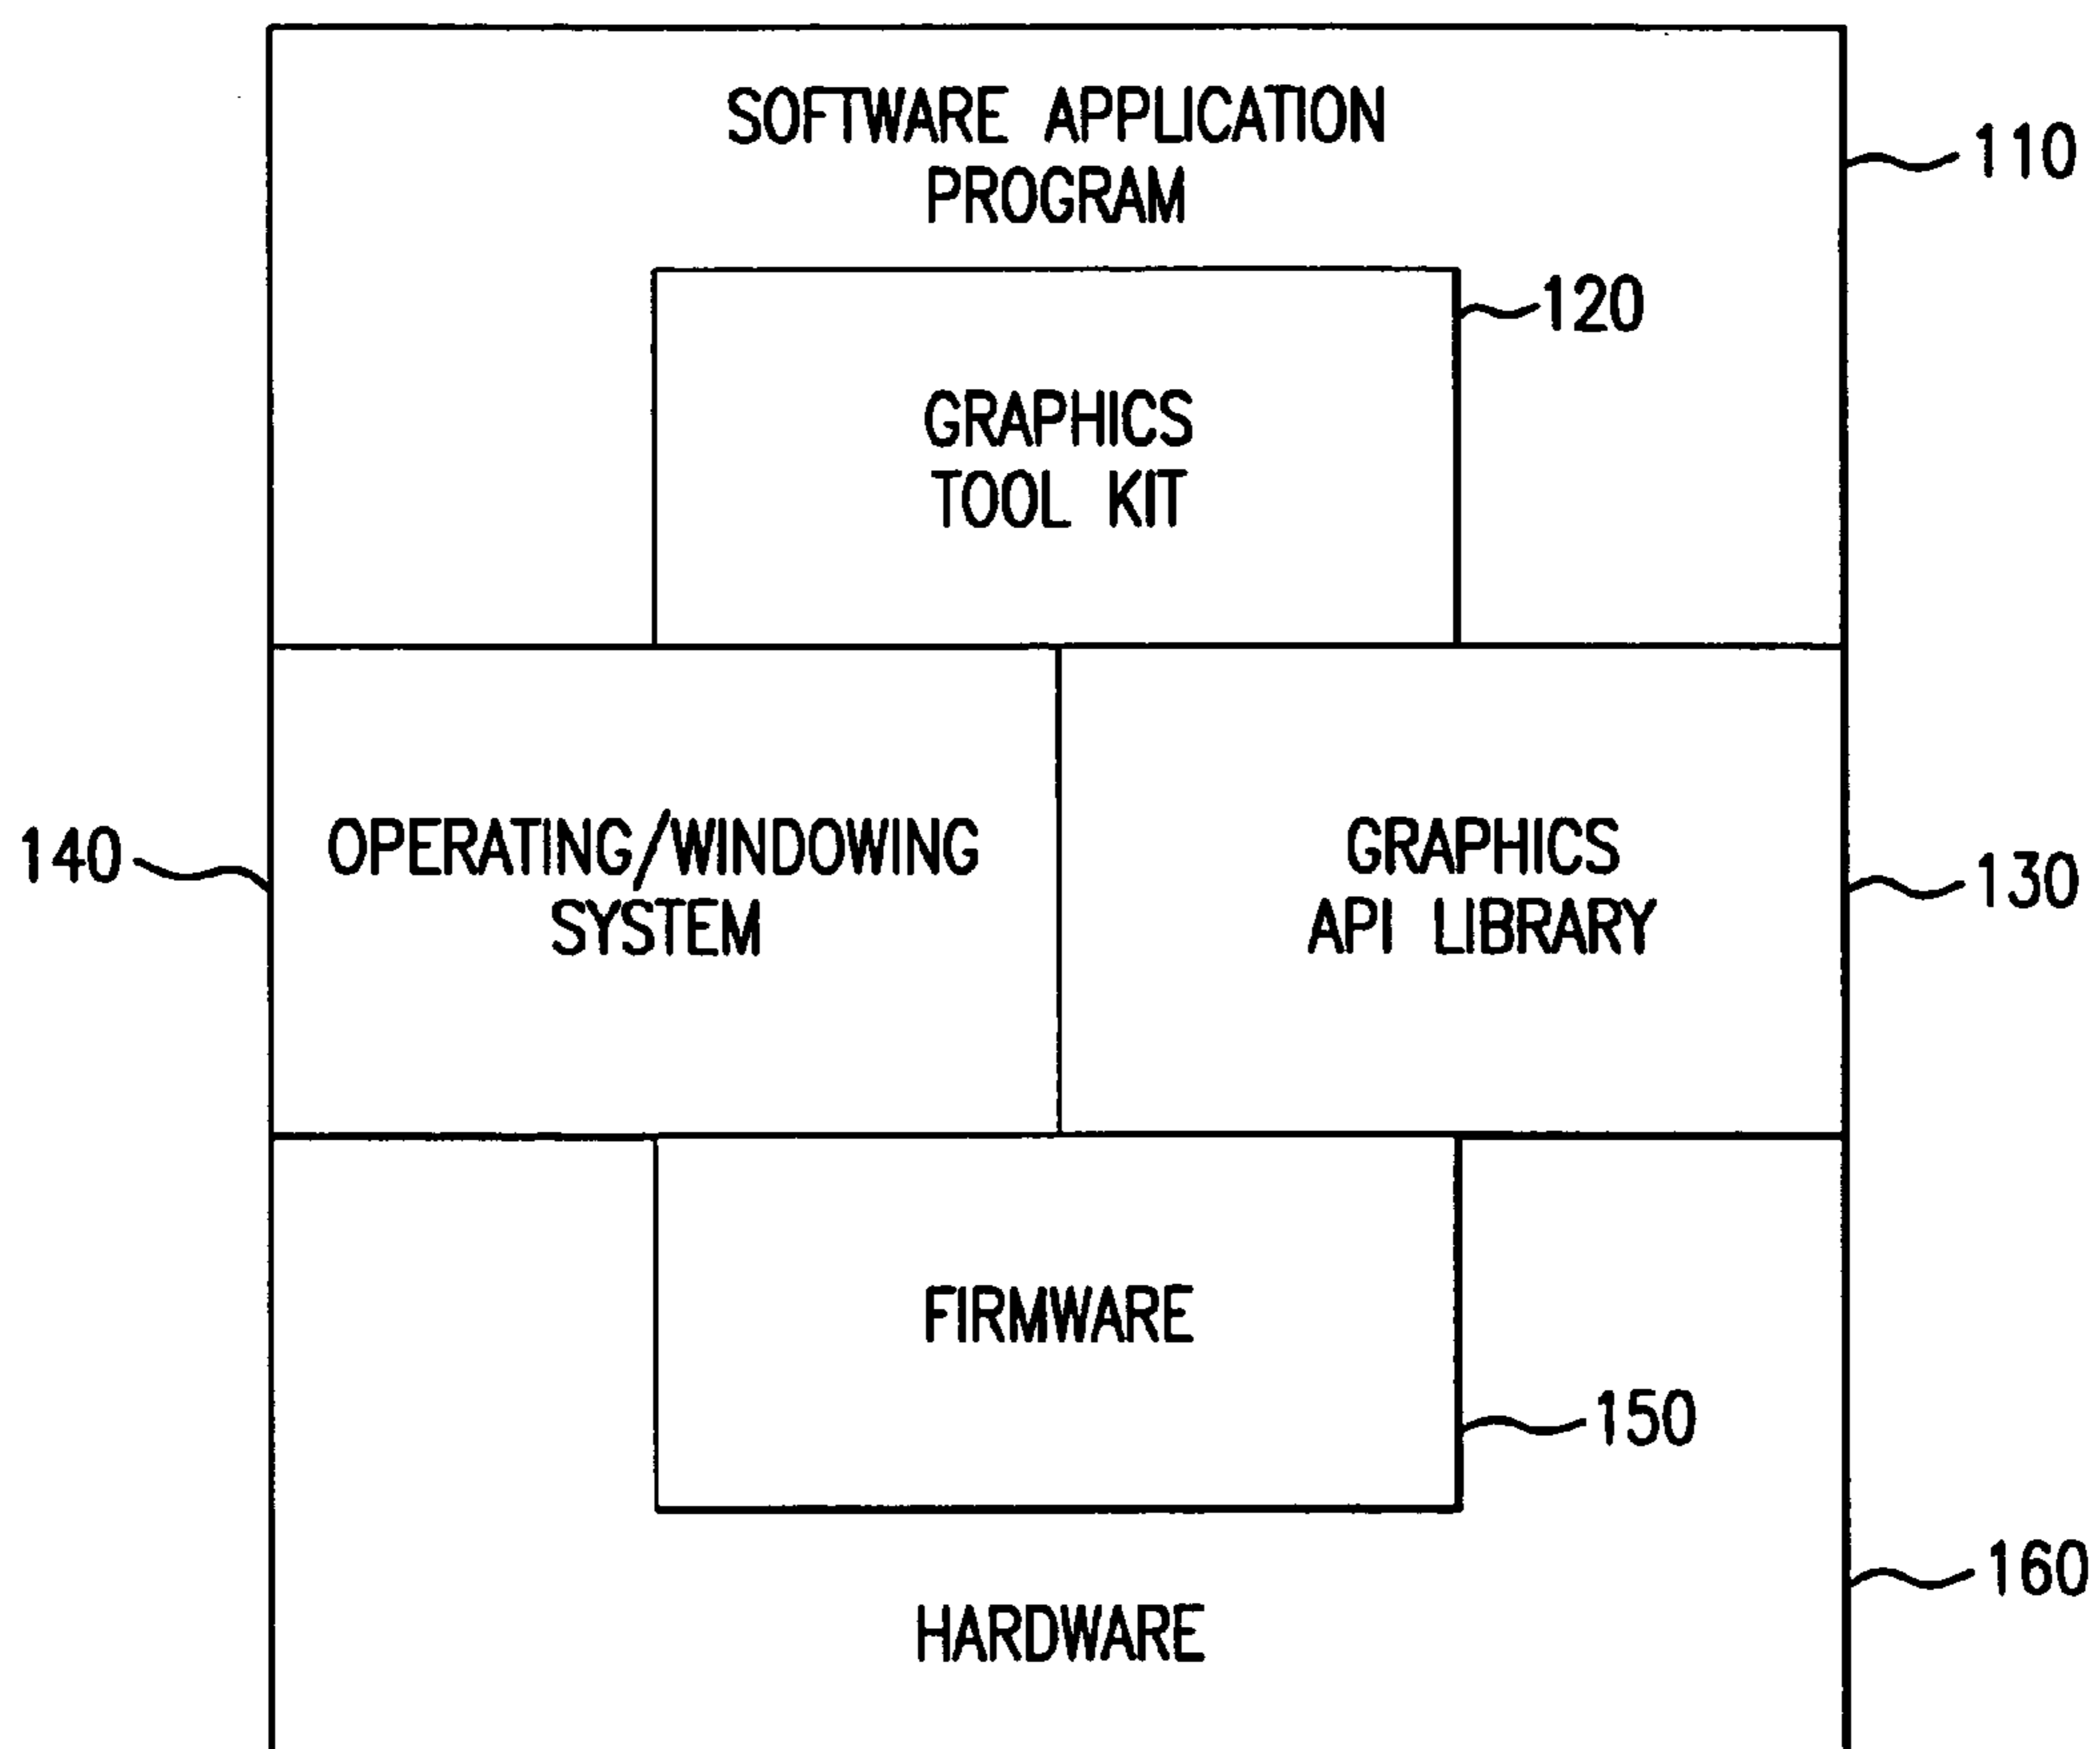 SOFTWARE APPLICATION
PROGRAM
110
120
GRAPHICS
TOOL KIT
140
OPERATING/WINDOWING
SYSTEM
GRAPHICS
API LIBRARY
130
FIRMWARE
150
160
HARDWARE